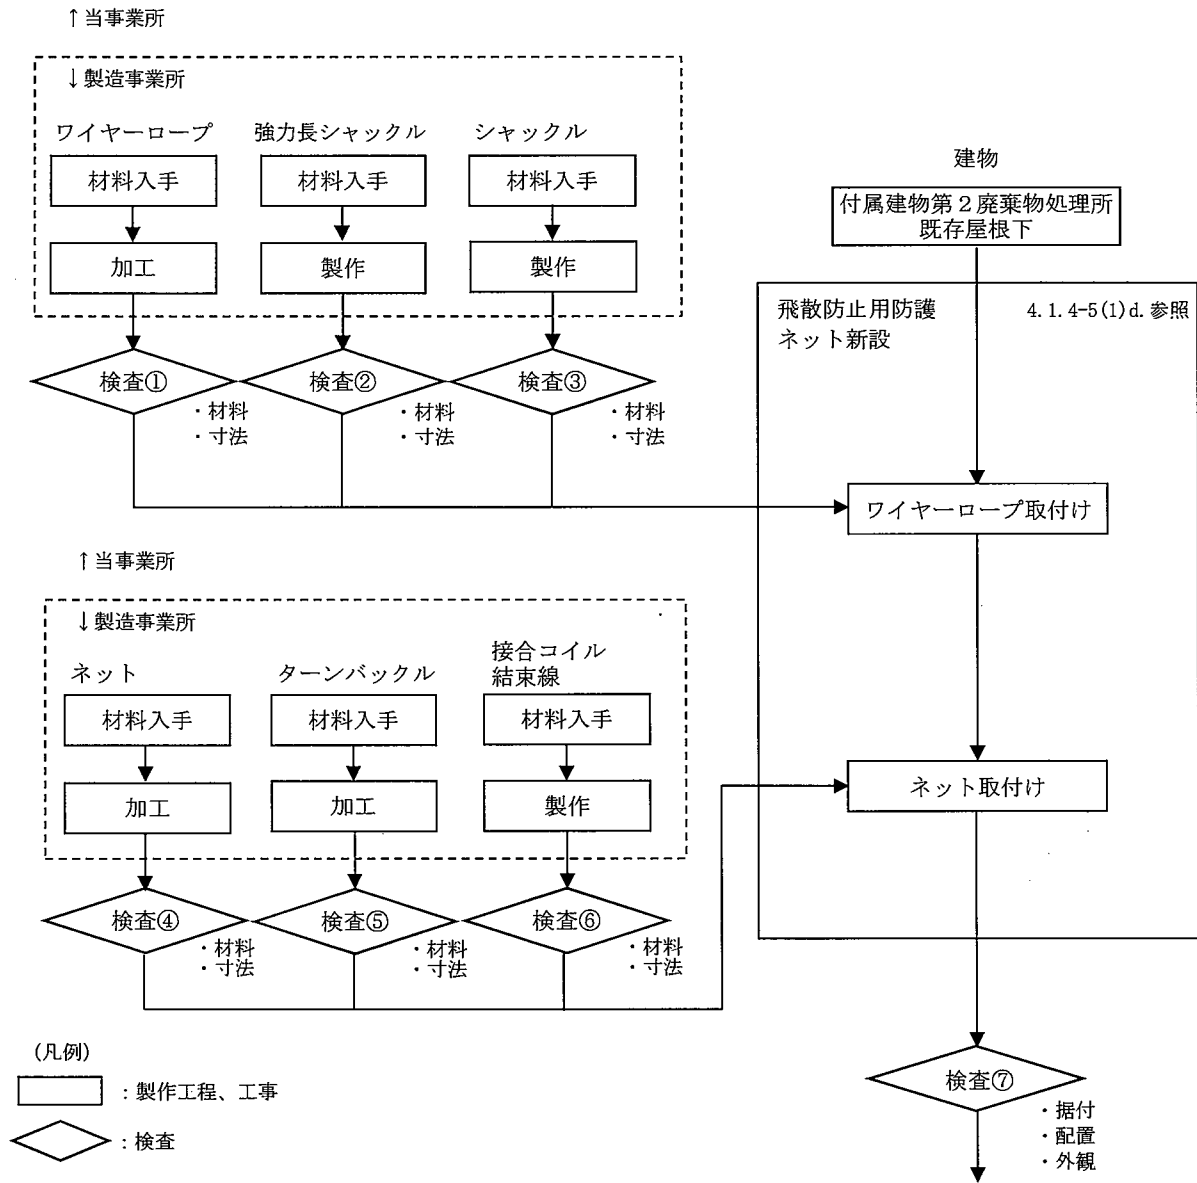 ↑当事業所
↓製造事業所
ワイヤーロープ
強力長シャックル
シャックル
材料入手
材料入手
材料入手
加工
製作
製作
検査①
・材料
・寸法
検査②
・材料
・寸法
検査③
・材料
・寸法
建物
付属建物第2廃棄物処理所
既存屋根下
飛散防止用防護
ネット新設
4.1.4-5(1)d.参照
ワイヤーロープ取付け
↑当事業所
↓製造事業所
ネット
ターンバックル
接合コイル
結束線
材料入手
材料入手
材料入手
加工
加工
製作
ネット取付け
検査④
・材料
・寸法
検査⑤
・材料
・寸法
検査⑥
・材料
・寸法
検査⑦
・据付
・配置
・外観
(凡例)
：製作工程、工事
：検査